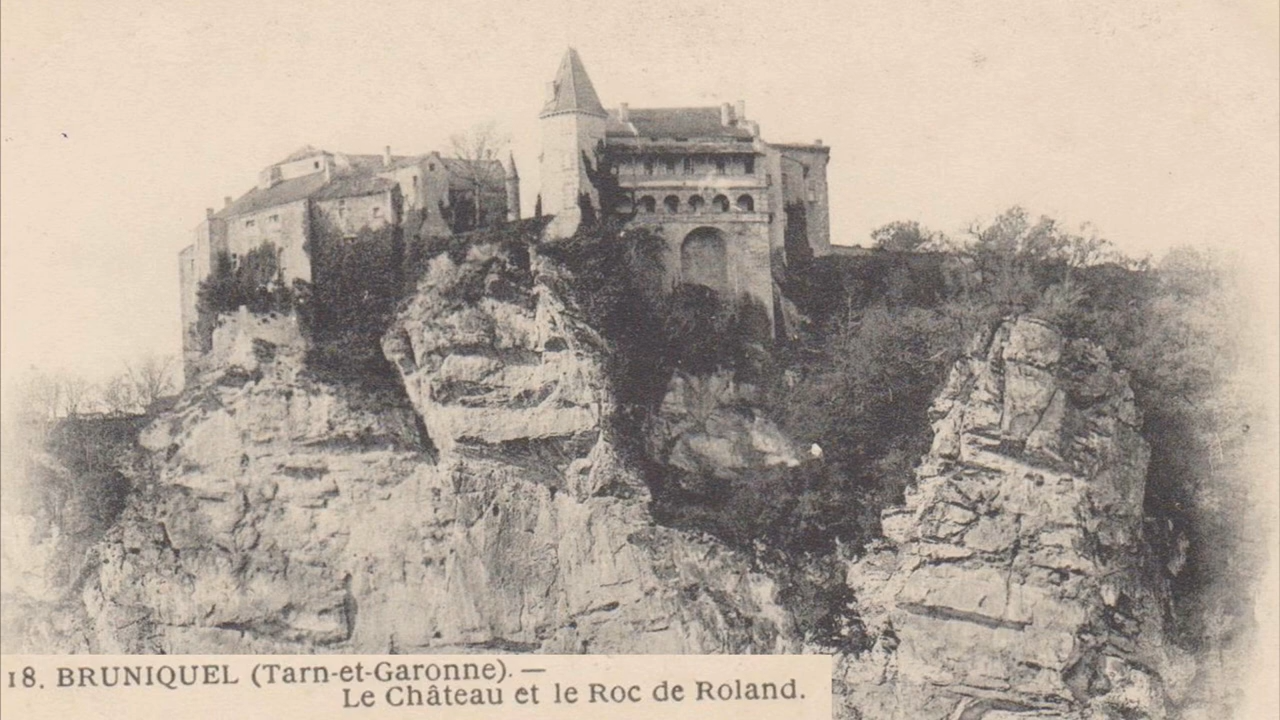 18. BRUNIQUEL (Tarn-et-Garonne). —
Le Château et le Roc de Roland.